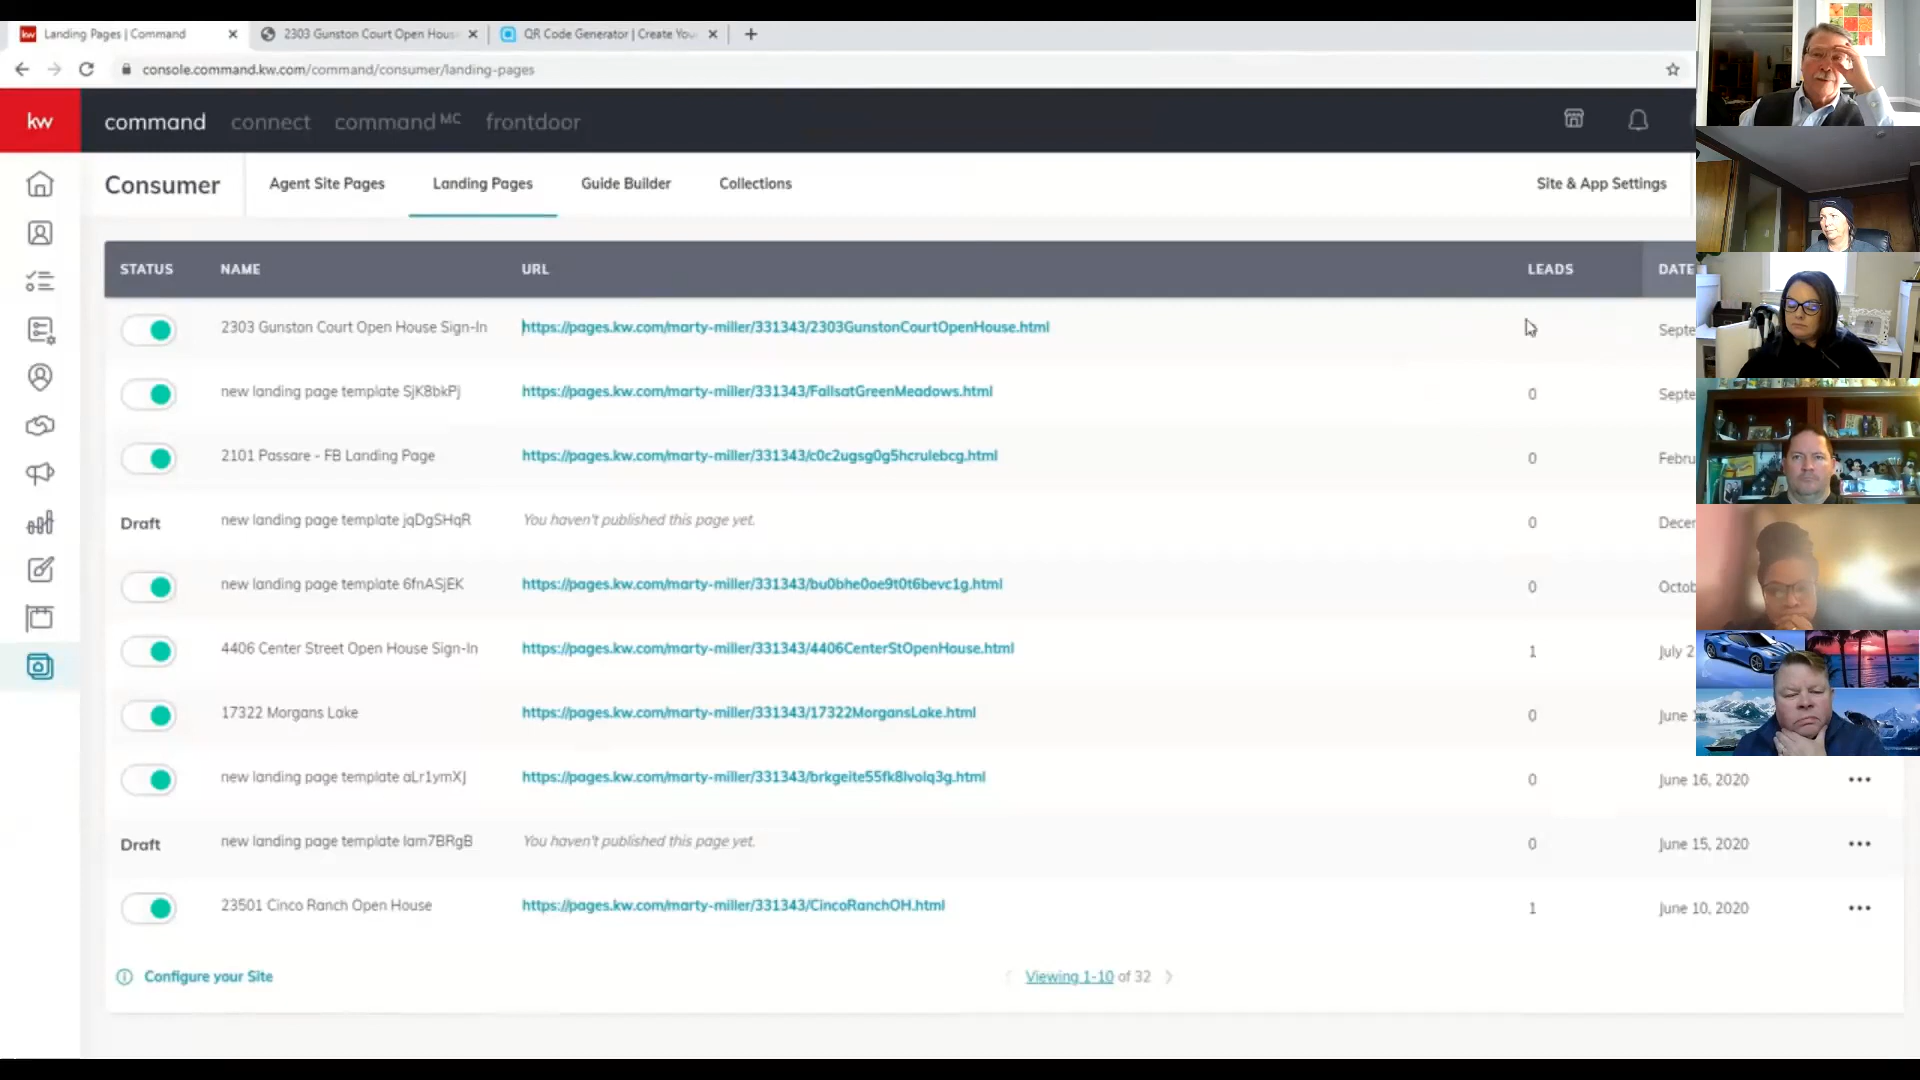 Landing Pages | Command
2303 Gunston Court Open Hous
QR Code Generator | Create You
console.command.kw.com/command/consumer/landing-pages
kw command connect command MC frontdoor
Consumer Agent Site Pages Landing Pages Guide Builder Collections Site & App Settings
STATUS NAME URL LEADS DATE
2303 Gunston Court Open House Sign-In https://pages.kw.com/marty-miller/331343/2303GunstonCourtOpenHouse.html Septe
new landing page template SjK8bkPj https://pages.kw.com/marty-miller/331343/FallsatGreenMeadows.html 0 Septe
2101 Passare - FB Landing Page https://pages.kw.com/marty-miller/331343/c0c2ugsg0g5hcrulebcg.html 0 Febru
Draft new landing page template jqDgSHqR You haven't published this page yet. 0 Decem
new landing page template 6fnASjEK https://pages.kw.com/marty-miller/331343/bu0bhe0oe9t0t6bevc1g.html 0 Octob
4406 Center Street Open House Sign-In https://pages.kw.com/marty-miller/331343/4406CenterStOpenHouse.html 1 July 2
17322 Morgans Lake https://pages.kw.com/marty-miller/331343/17322MorgansLake.html 0 June
new landing page template aLr1ymXJ https://pages.kw.com/marty-miller/331343/brkgeite55fk8lvolq3g.html 0 June 16, 2020
Draft new landing page template lam7BRgB You haven't published this page yet. 0 June 15, 2020
23501 Cinco Ranch Open House https://pages.kw.com/marty-miller/331343/CincoRanchOH.html 1 June 10, 2020
Configure your Site Viewing 1-10 of 32